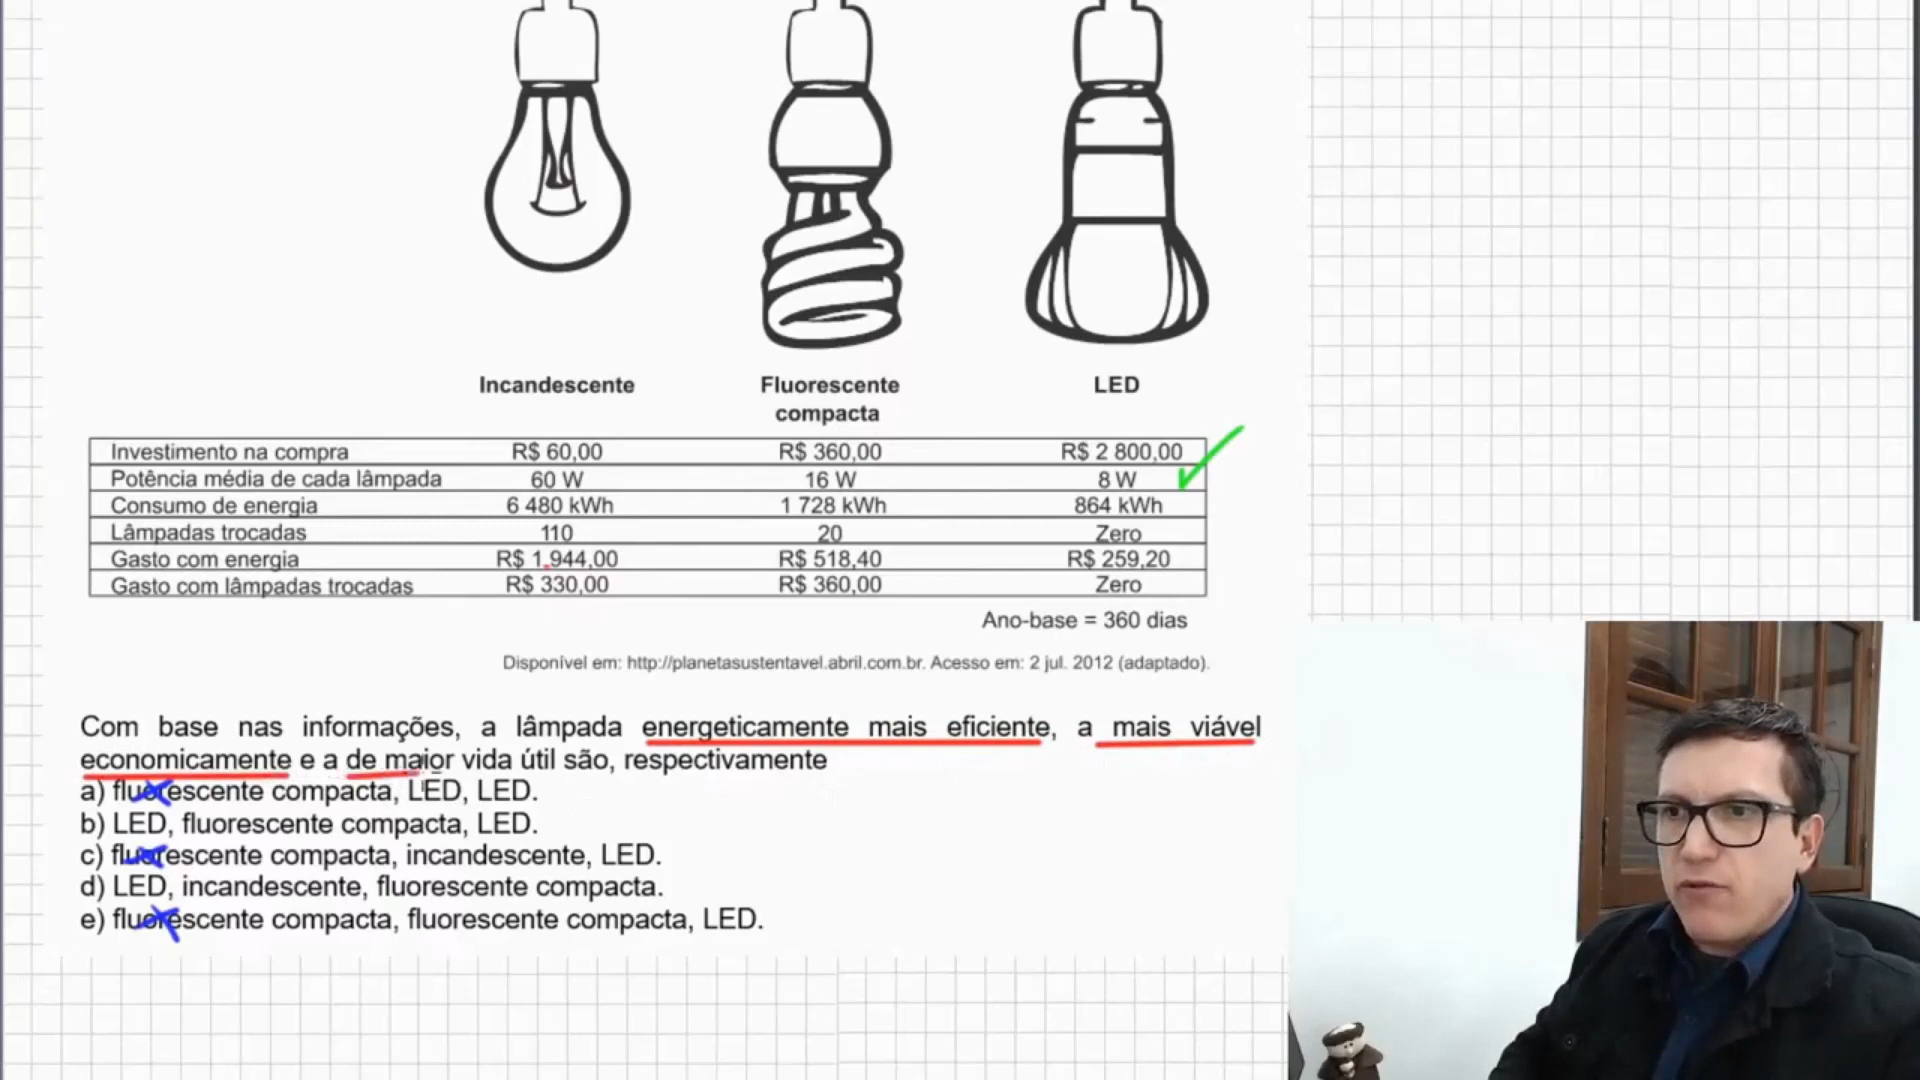 Incandescente Fluorescente compacta LED
Investimento na compra R$ 60,00 R$ 360,00 R$ 2 800,00
Potência média de cada lâmpada 60 W 16 W 8 W
Consumo de energia 6 480 kWh 1 728 kWh 864 kWh
Lâmpadas trocadas 110 20 Zero
Gasto com energia R$ 1.944,00 R$ 518,40 R$ 259,20
Gasto com lâmpadas trocadas R$ 330,00 R$ 360,00 Zero
Ano-base = 360 dias
Disponível em: http://planetasustentavel.abril.com.br. Acesso em: 2 jul. 2012 (adaptado).
Com base nas informações, a lâmpada energeticamente mais eficiente, a mais viável
economicamente e a de maior vida útil são, respectivamente
a) fluorescente compacta, LED, LED.
b) LED, fluorescente compacta, LED.
c) fluorescente compacta, incandescente, LED.
d) LED, incandescente, fluorescente compacta.
e) fluorescente compacta, fluorescente compacta, LED.